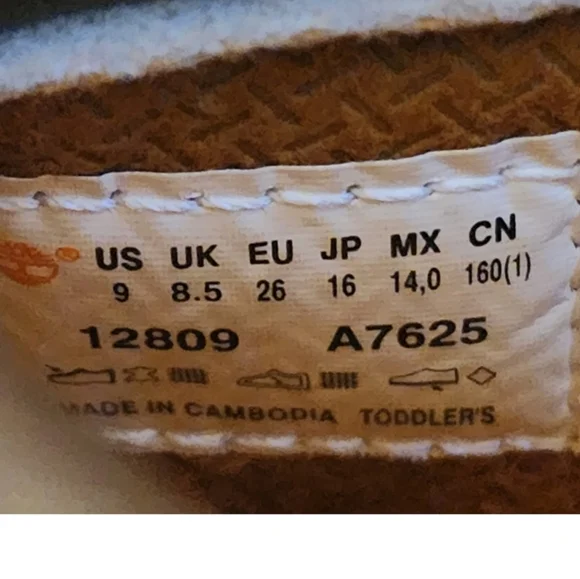 US UK EU JP MX CN
9 8.5 26 16 14,0 160(1)
12809 A7625
MADE IN CAMBODIA TODDLER'S